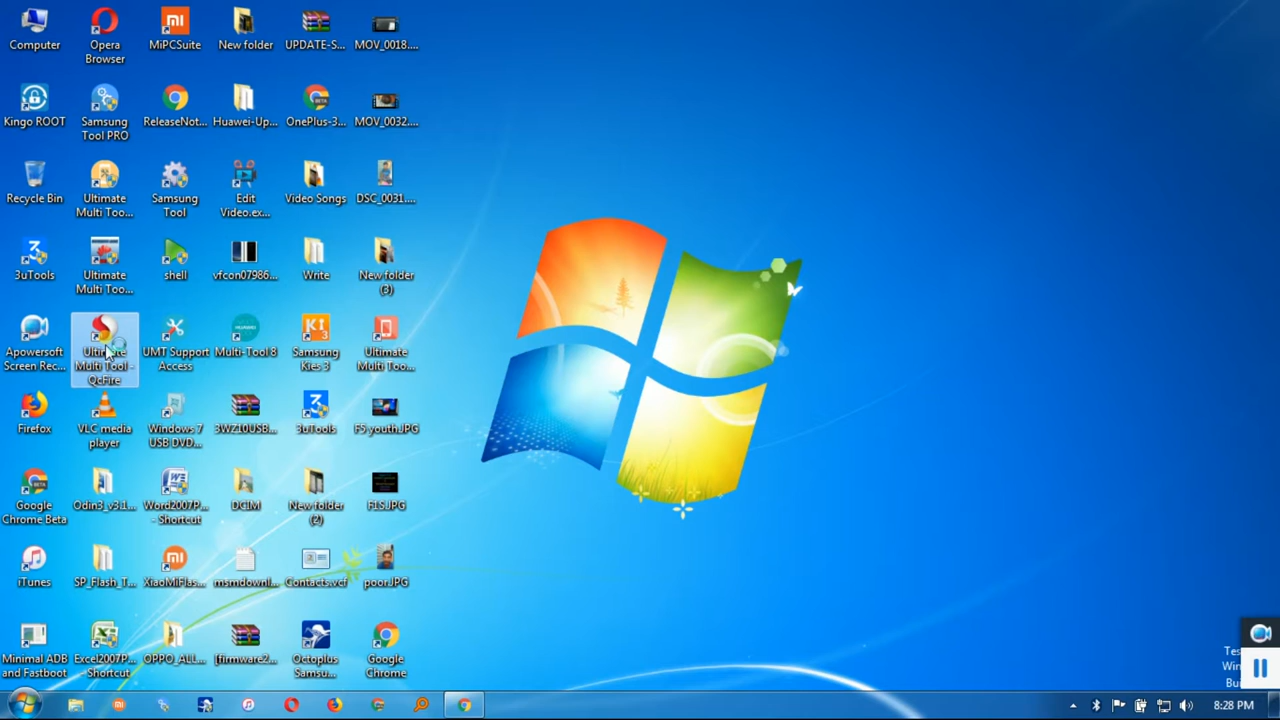 Computer
Opera
Browser
MiPCSuite
New folder
UPDATE-S...
MOV_0018....
Kingo ROOT
Samsung
Tool PRO
ReleaseNot...
Huawei-Up...
OnePlus-3...
MOV_0032....
Recycle Bin
Ultimate
Multi Too...
Samsung
Tool
Edit
Video.ex...
Video Songs
DSC_0031....
3uTools
Ultimate
Multi Too...
shell
vfcon07986...
Write
New folder
(3)
Apowersoft
Screen Rec...
Ultimate
Multi Tool -
QcFire
UMT Support
Access
Multi-Tool 8
Samsung
Kies 3
Ultimate
Multi Too...
Firefox
VLC media
player
Windows 7
USB DVD...
3WZ10USB...
3uTools
F5 youth.JPG
Google
Chrome Beta
Odin3_v3.1...
Word2007P...
- Shortcut
DCIM
New folder
(2)
F1S.JPG
iTunes
SP_Flash_T...
XiaoMiFlas...
msmdownl...
Contacts.vcf
poor.JPG
Minimal ADB
and Fastboot
Excel2007P...
- Shortcut
OPPO_ALL...
[firmware2...
Octoplus
Samsu...
Google
Chrome
Tes
Win
Bui
8:28 PM